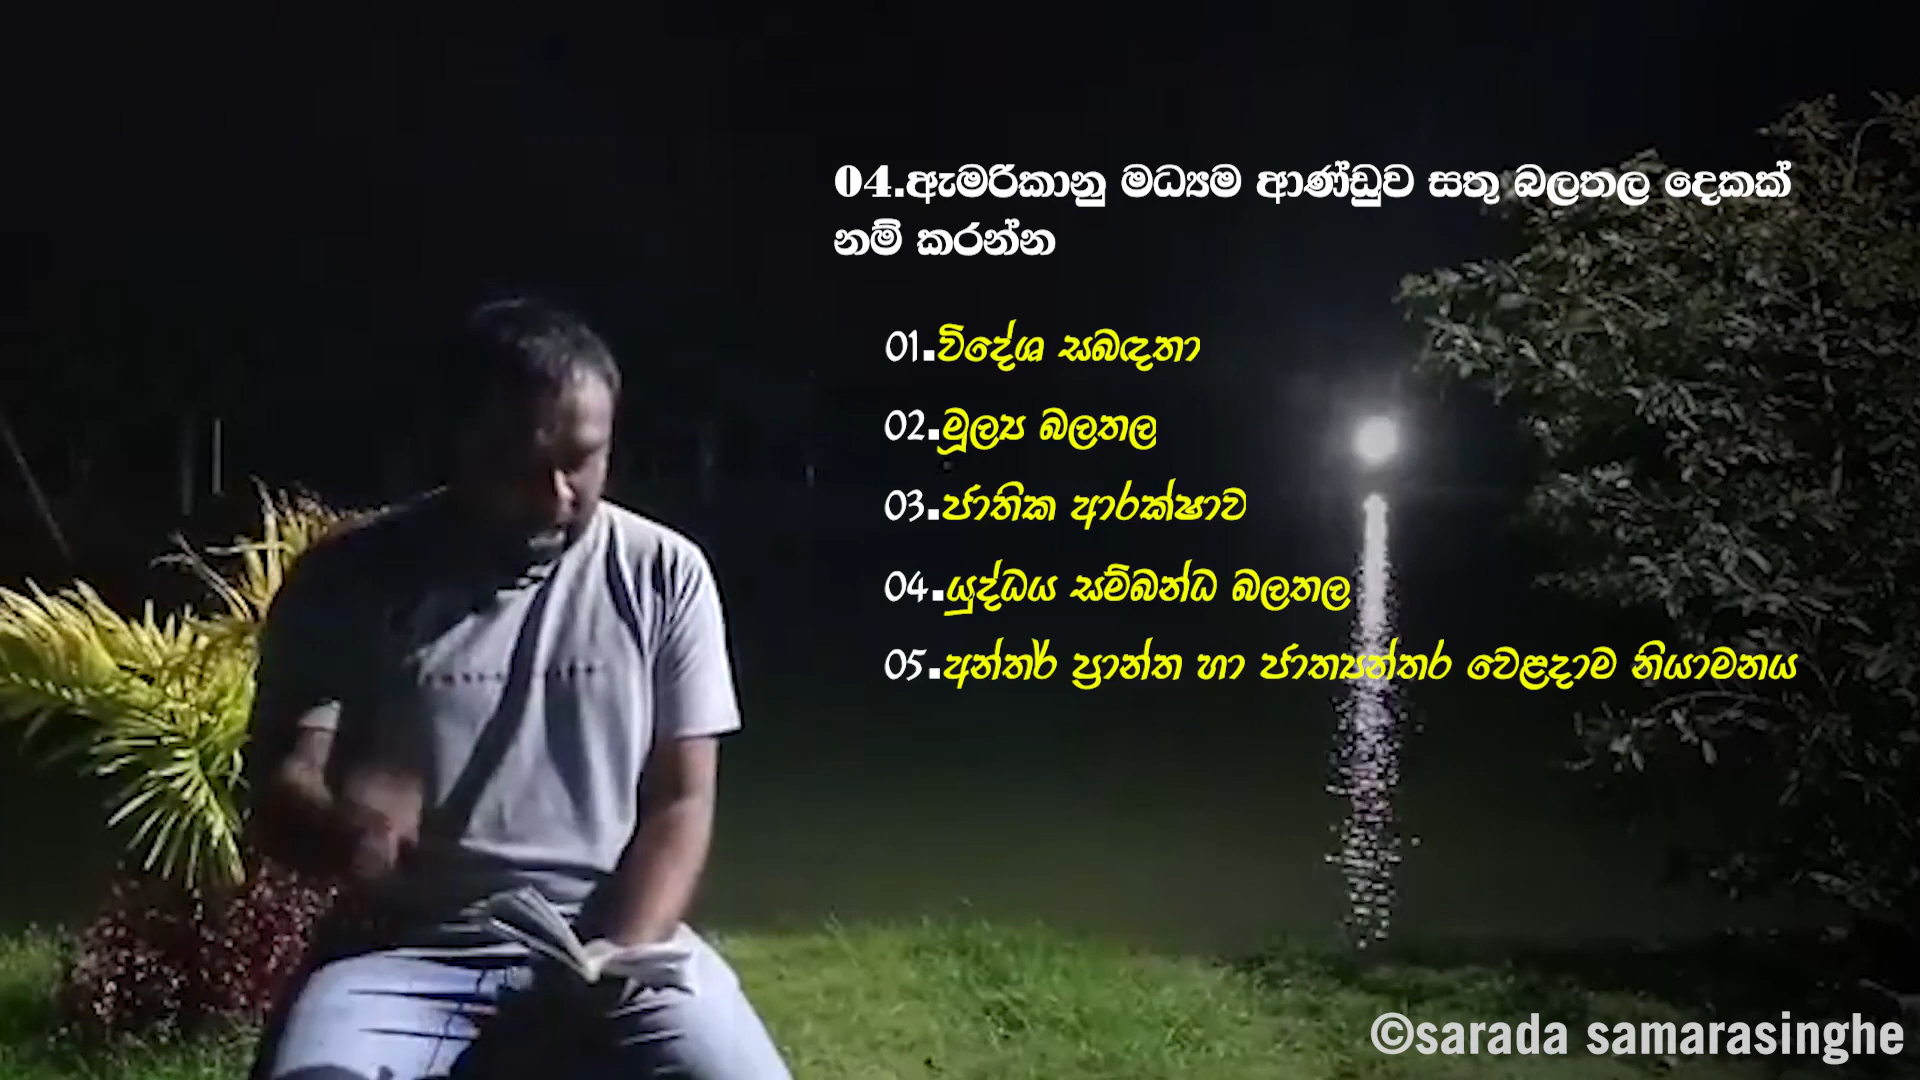 04.ඇමරිකානු මධ්‍යම ආණ්ඩුව සතු බලතල දෙකක්
නම් කරන්න
01.විදේශ සබඳතා
02.මූල්‍ය බලතල
03.ජාතික ආරක්ෂාව
04.යුද්ධය සම්බන්ධ බලතල
05.අන්තර් ප්‍රාන්ත හා ජාත්‍යන්තර වෙළදාම නියාමනය
©sarada samarasinghe